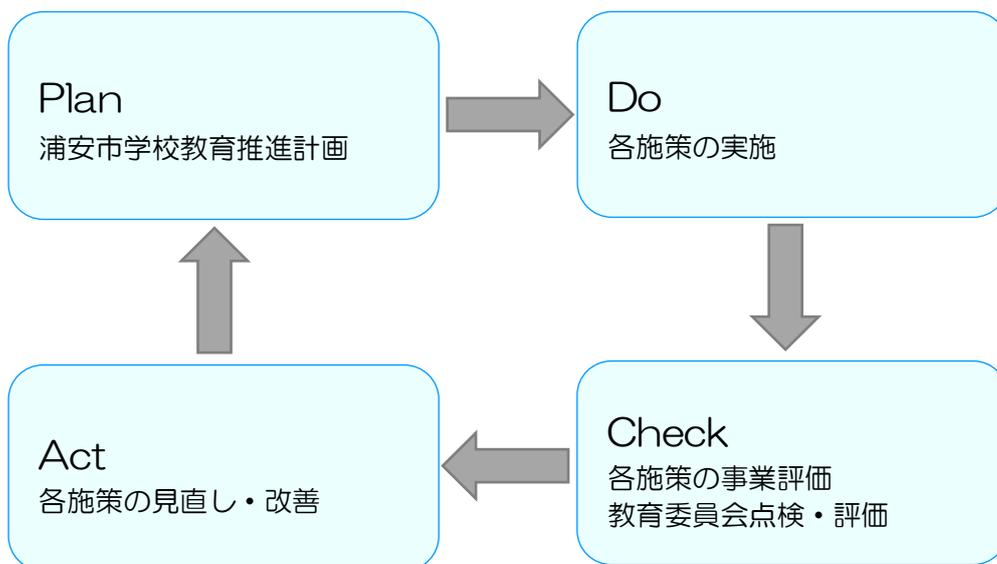 Plan
浦安市学校教育推進計画
Do
各施策の実施
Check
各施策の事業評価
教育委員会点検・評価
Act
各施策の見直し・改善